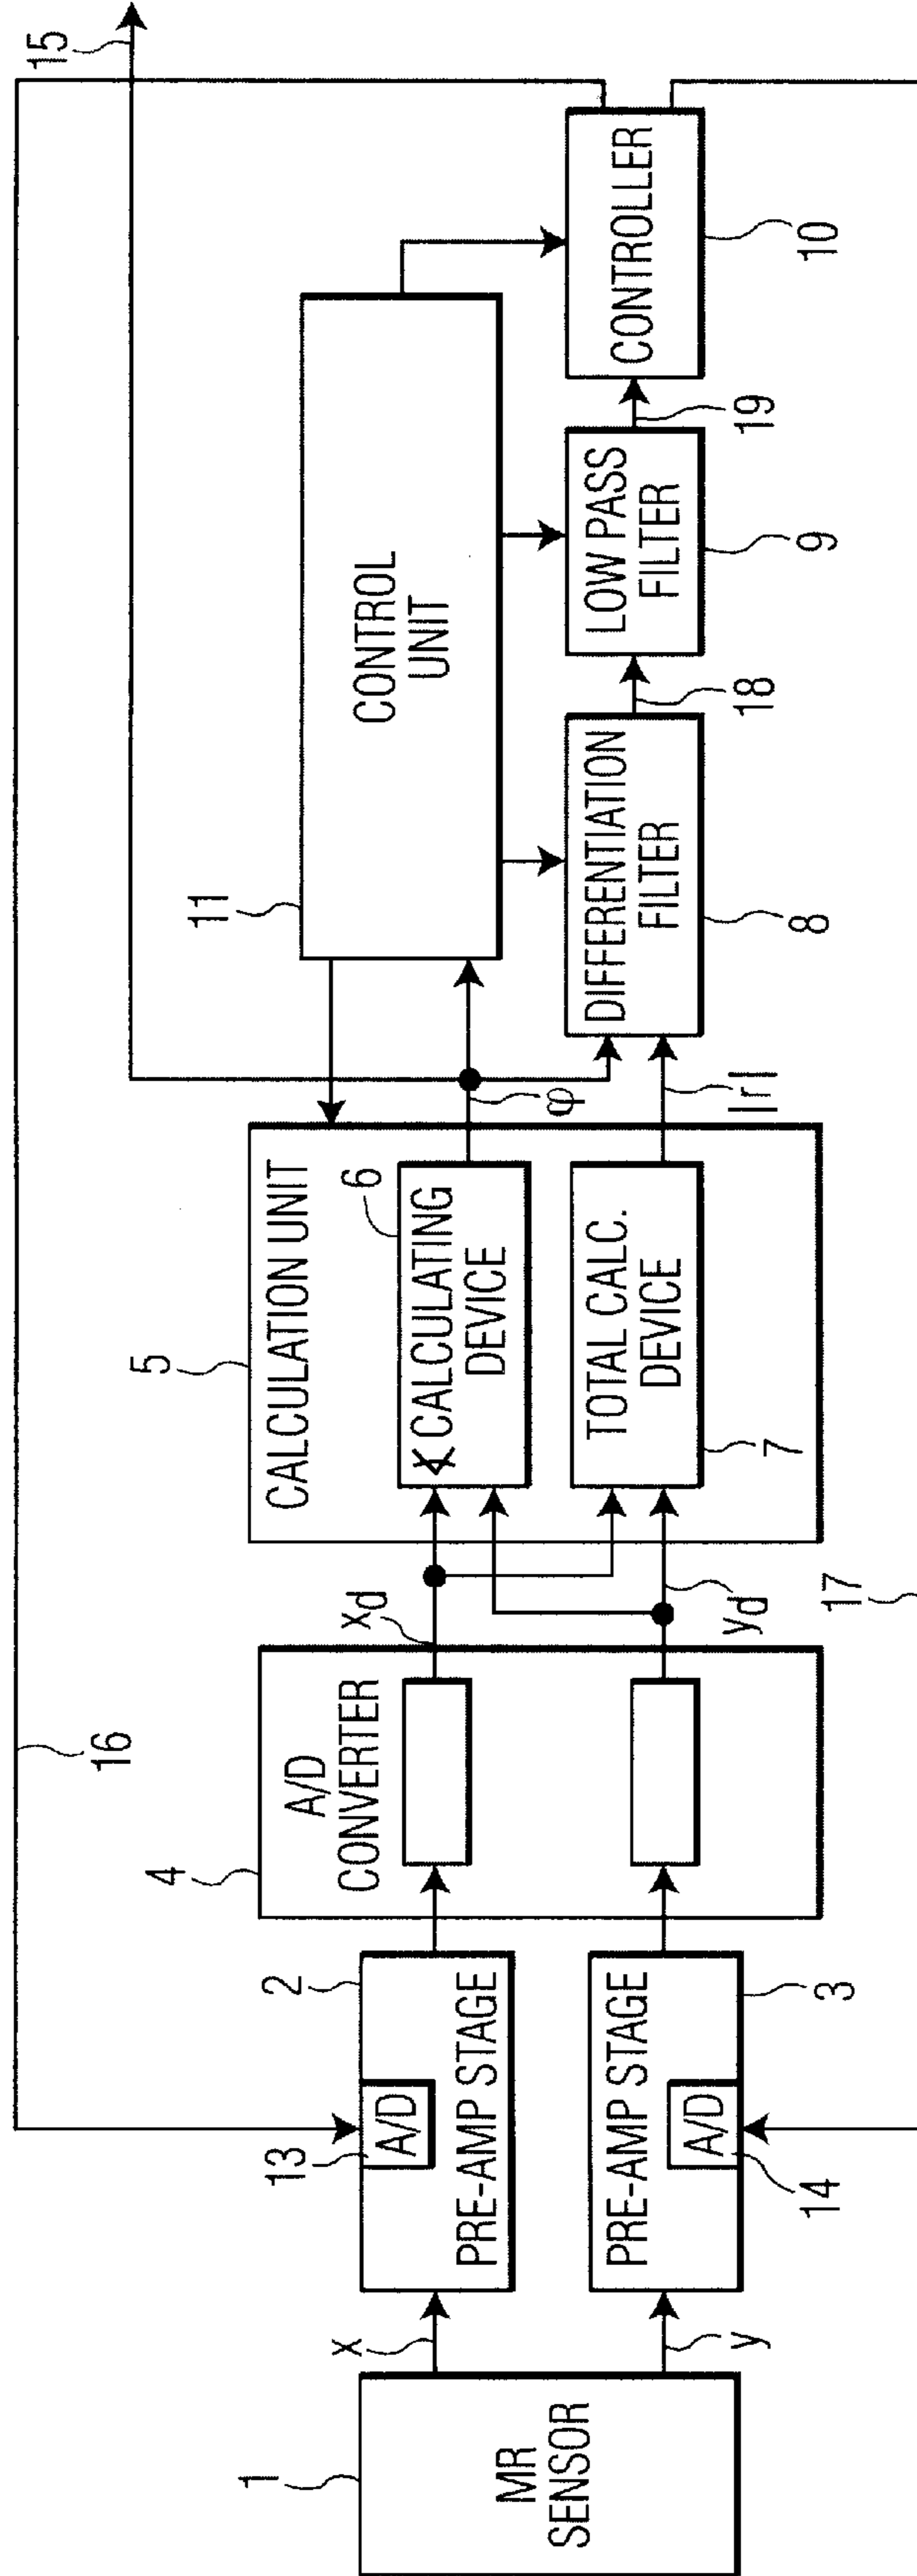 15
16
11
CONTROL
UNIT
CONTROLLER
10
19
LOW PASS
FILTER
9
18
DIFFERENTIATION
FILTER
8
φ
|r|
5
CALCULATION UNIT
6
∢ CALCULATING
DEVICE
TOTAL CALC.
DEVICE
7
xd
yd
17
4
A/D
CONVERTER
2
13
A/D
PRE-AMP STAGE
3
PRE-AMP STAGE
A/D
14
x
y
1
MR
SENSOR